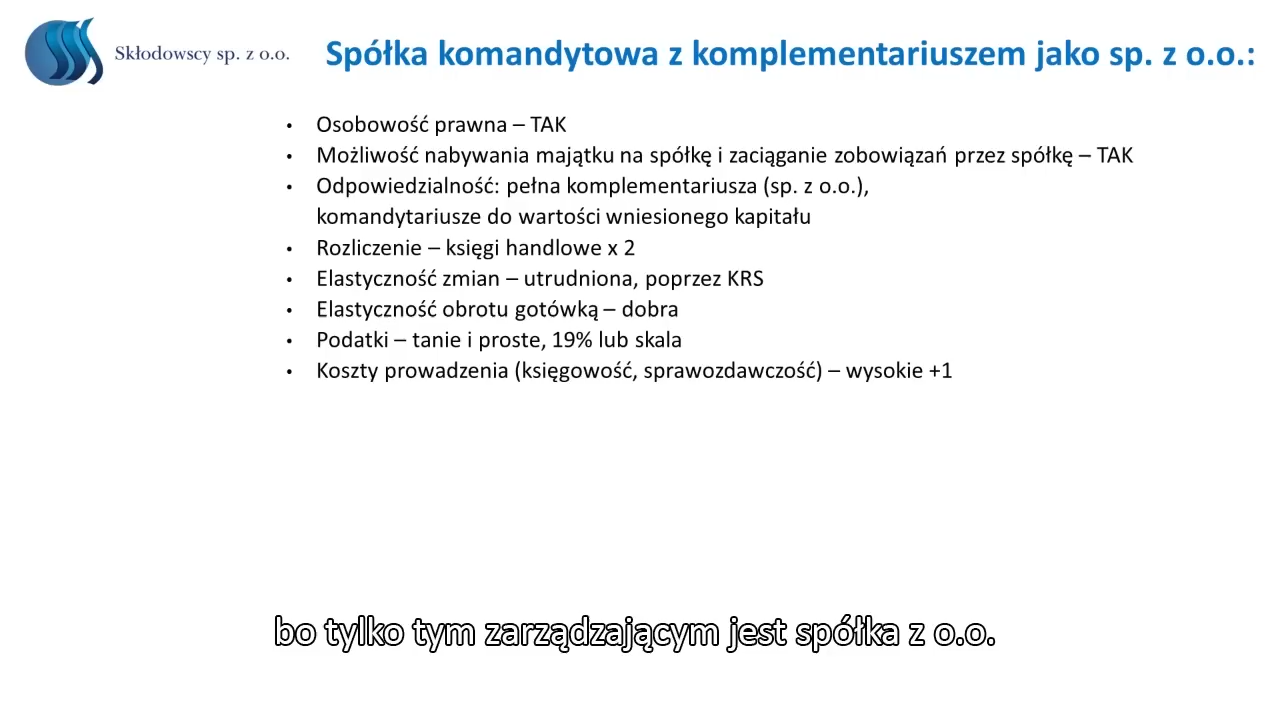 Skłodowscy sp. z o.o.
Spółka komandytowa z komplementariuszem jako sp. z o.o.:
• Osobowość prawna – TAK
• Możliwość nabywania majątku na spółkę i zaciąganie zobowiązań przez spółkę – TAK
• Odpowiedzialność: pełna komplementariusza (sp. z o.o.),
komandytariusze do wartości wniesionego kapitału
• Rozliczenie – księgi handlowe x 2
• Elastyczność zmian – utrudniona, poprzez KRS
• Elastyczność obrotu gotówką – dobra
• Podatki – tanie i proste, 19% lub skala
• Koszty prowadzenia (księgowość, sprawozdawczość) – wysokie +1
bo tylko tym zarządzającym jest spółka z o.o.